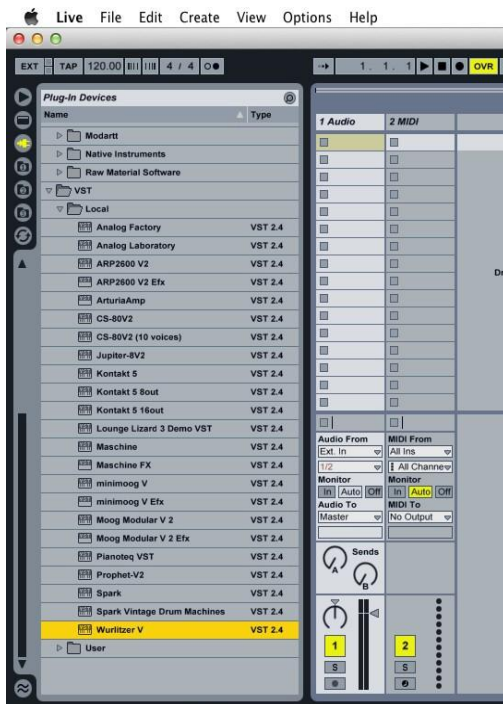 Live File Edit Create View Options Help
EXT TAP 120.00 4 / 4 1. 1. 1 OVR
Plug-In Devices
Name Type
Modartt
Native Instruments
Raw Material Software
VST
Local
Analog Factory VST 2.4
Analog Laboratory VST 2.4
ARP2600 V2 VST 2.4
ARP2600 V2 Efx VST 2.4
ArturiaAmp VST 2.4
CS-80V2 VST 2.4
CS-80V2 (10 voices) VST 2.4
Jupiter-8V2 VST 2.4
Kontakt 5 VST 2.4
Kontakt 5 8out VST 2.4
Kontakt 5 16out VST 2.4
Lounge Lizard 3 Demo VST VST 2.4
Maschine VST 2.4
Maschine FX VST 2.4
minimoog V VST 2.4
minimoog V Efx VST 2.4
Moog Modular V 2 VST 2.4
Moog Modular V 2 Efx VST 2.4
Pianoteq VST VST 2.4
Prophet-V2 VST 2.4
Spark VST 2.4
Spark Vintage Drum Machines VST 2.4
Wurlitzer V VST 2.4
User
1 Audio 2 MIDI
Audio From MIDI From
Ext. In All Ins
1/2 All Channe
Monitor Monitor
In Auto Off In Auto Off
Audio To MIDI To
Master No Output
Sends
A
B
1 2
S S